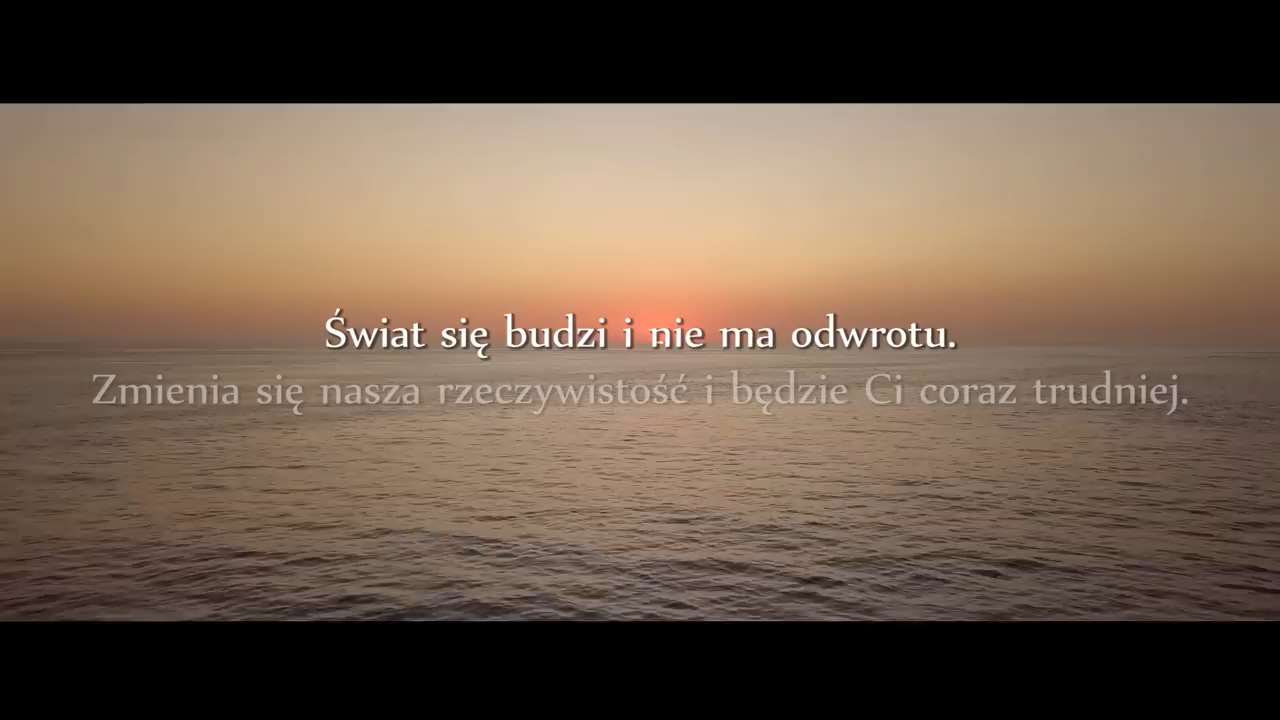 Świat się budzi i nie ma odwrotu.
Zmienia się nasza rzeczywistość i będzie Ci coraz trudniej.